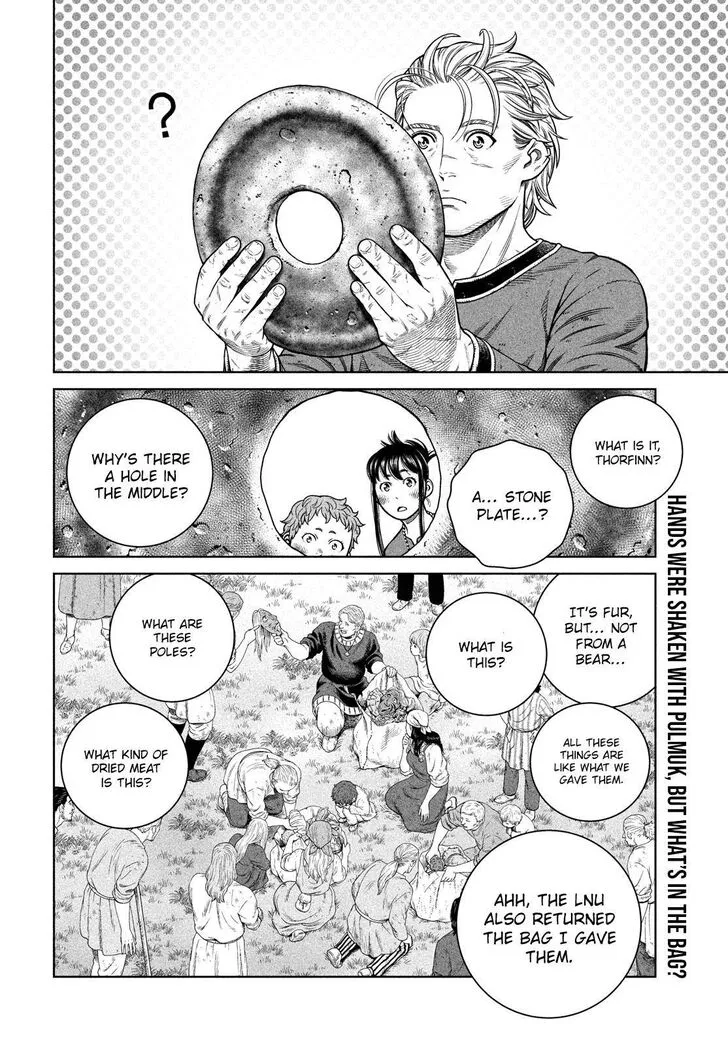 ?
WHAT IS IT,
THORFINN?
A... STONE
PLATE...?
WHY'S THERE
A HOLE IN
THE MIDDLE?
IT'S FUR,
BUT... NOT
FROM A
BEAR...
WHAT IS
THIS?
WHAT ARE
THESE
POLES?
ALL THESE
THINGS ARE
LIKE WHAT WE
GAVE THEM.
WHAT KIND OF
DRIED MEAT
IS THIS?
AHH, THE LNU
ALSO RETURNED
THE BAG I GAVE
THEM.
HANDS WERE SHAKEN WITH PULMUK, BUT WHAT'S IN THE BAG?